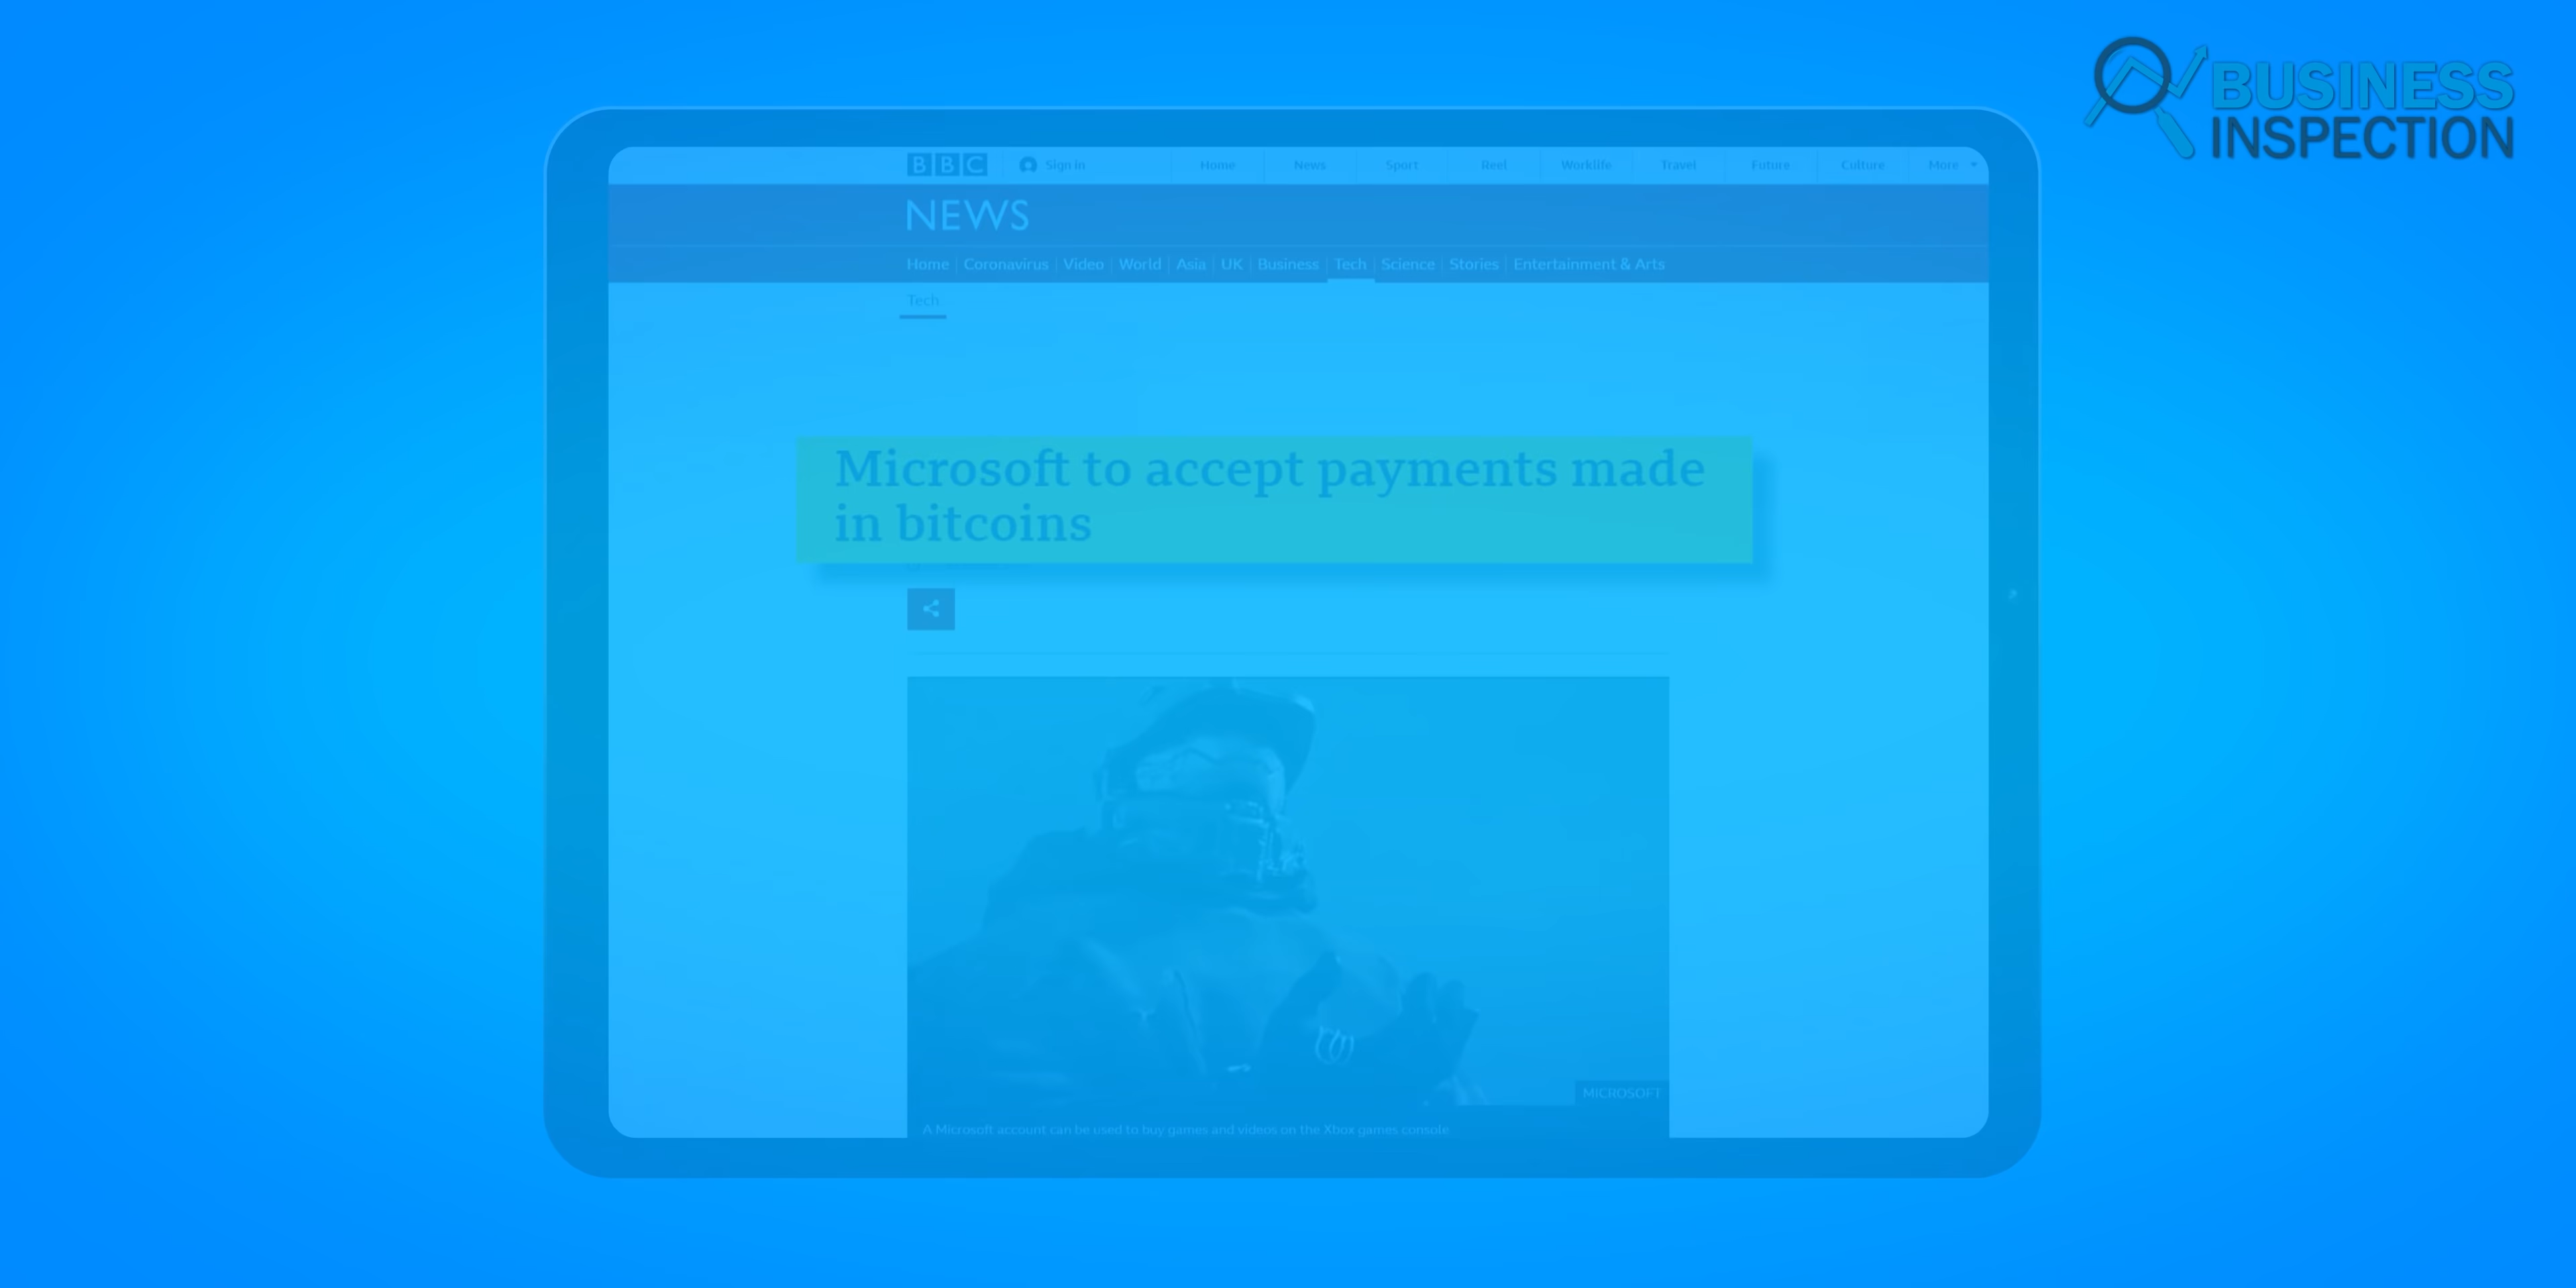 BUSINESS
INSPECTION
BBC Sign in Home News Sport Reel Worklife Travel Future Culture More
NEWS
Home Coronavirus Video World Asia UK Business Tech Science Stories Entertainment & Arts
Tech
Microsoft to accept payments made
in bitcoins
MICROSOFT
A Microsoft account can be used to buy games and videos on the Xbox games console